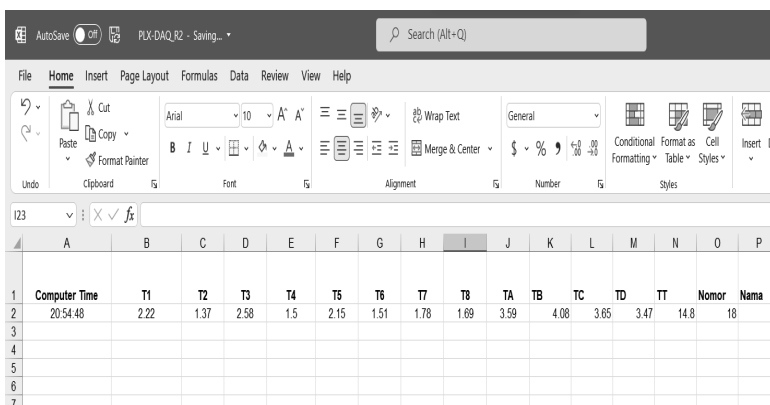 AutoSave Off PLX-DAQ_R2 - Saving... Search (Alt+Q)
File Home Insert Page Layout Formulas Data Review View Help
Cut
Copy
Format Painter
Paste
Arial 10
B I U
ab Wrap Text
Merge & Center
General
$ % 9
Conditional Formatting
Format as Table
Cell Styles
Insert
Undo Clipboard Font Alignment Number Styles
I23 fx
A B C D E F G H I J K L M N O P
1 Computer Time T1 T2 T3 T4 T5 T6 T7 T8 TA TB TC TD TT Nomor Nama
2 20:54:48 2.22 1.37 2.58 1.5 2.15 1.51 1.78 1.69 3.59 4.08 3.65 3.47 14.8 18
3
4
5
6
7